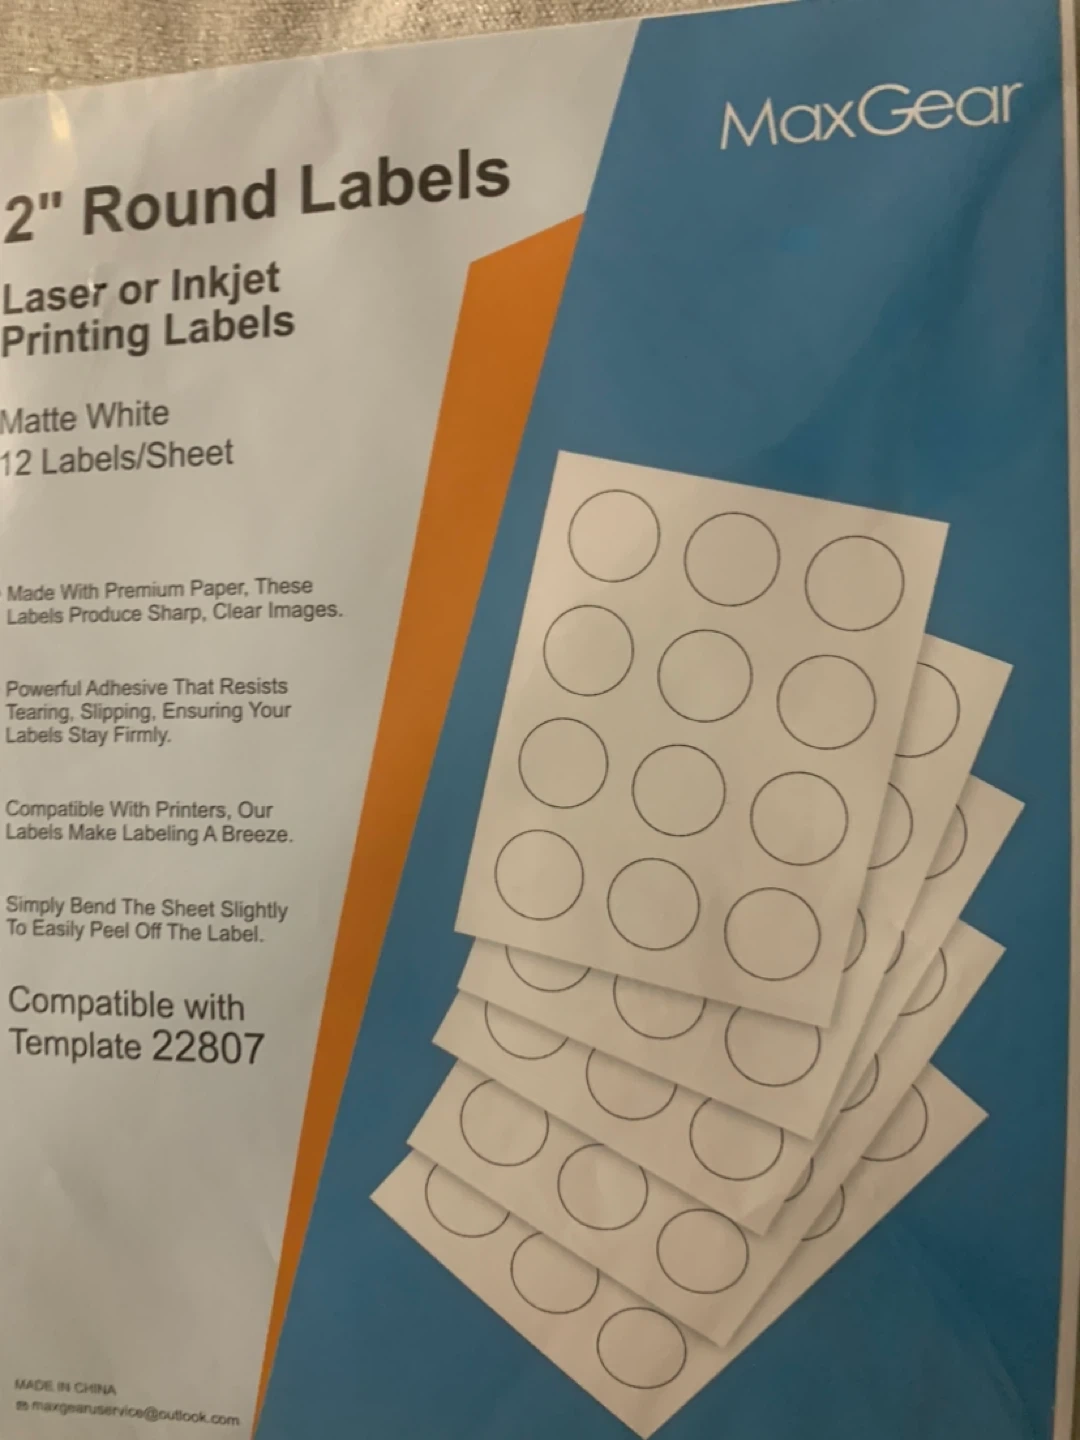 MaxGear
2" Round Labels
Laser or Inkjet
Printing Labels
Matte White
12 Labels/Sheet
Made With Premium Paper, These
Labels Produce Sharp, Clear Images.
Powerful Adhesive That Resists
Tearing, Slipping, Ensuring Your
Labels Stay Firmly.
Compatible With Printers, Our
Labels Make Labeling A Breeze.
Simply Bend The Sheet Slightly
To Easily Peel Off The Label.
Compatible with
Template 22807
MADE IN CHINA
maxgearuservice@outlook.com